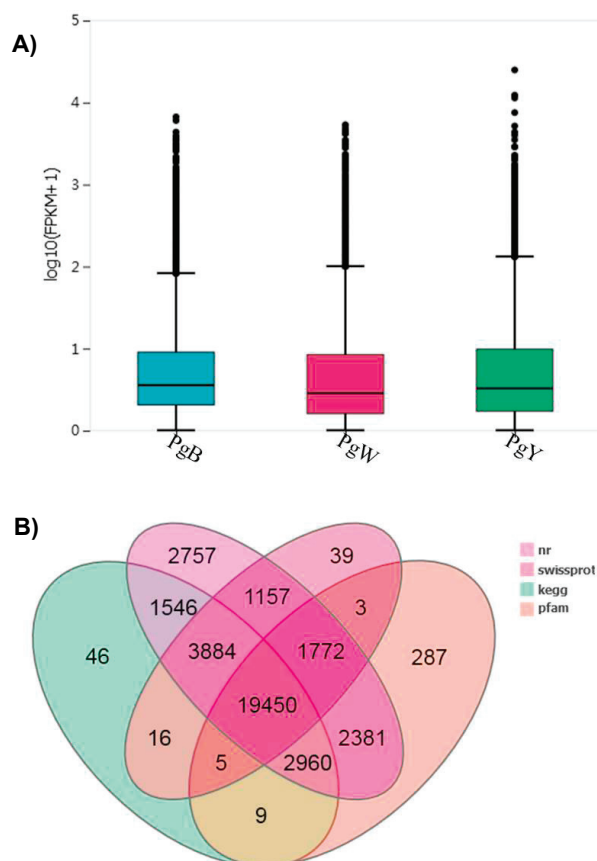 A)
5
4
3
2
1
0
log10(FPKM+1)
PgB PgW PgY
B)
2757 39
1546 1157 3
46 3884 1772 287
19450
16 5 2960 2381
9
nr
swissprot
kegg
pfam